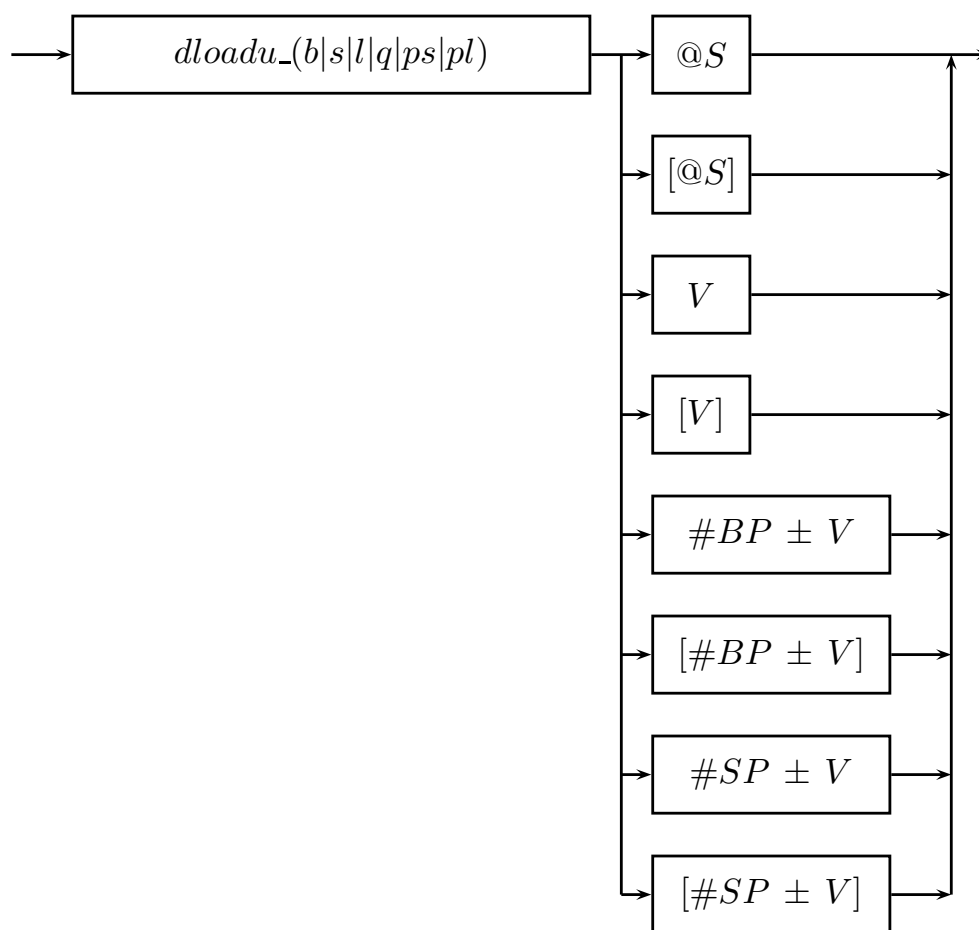 dloadu_(b|s|l|q|ps|pl) @S
[@S]
V
[V]
#BP ± V
[#BP ± V]
#SP ± V
[#SP ± V]